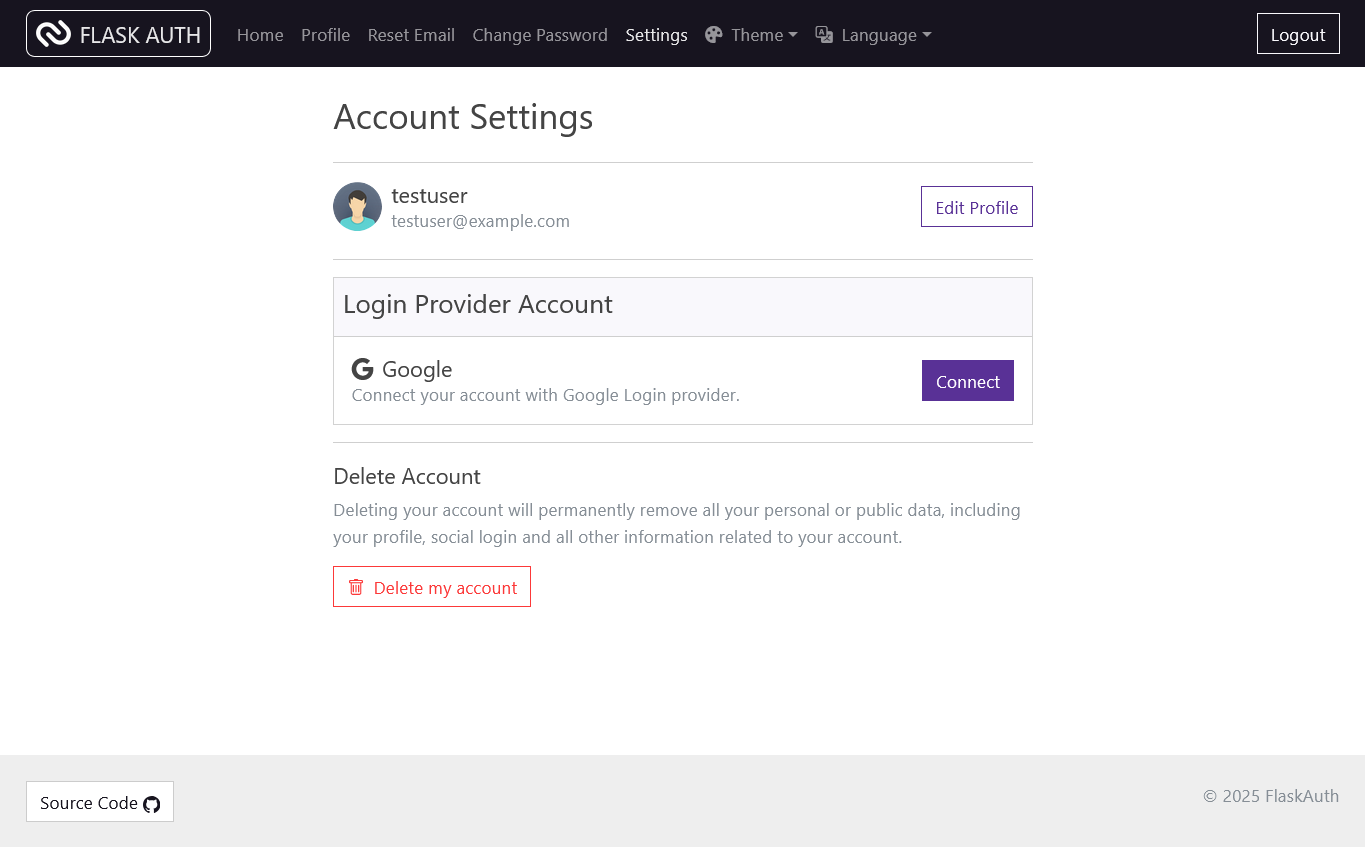 FLASK AUTH Home Profile Reset Email Change Password Settings Theme Language Logout
Account Settings
testuser
testuser@example.com
Edit Profile
Login Provider Account
Google
Connect your account with Google Login provider.
Connect
Delete Account
Deleting your account will permanently remove all your personal or public data, including
your profile, social login and all other information related to your account.
Delete my account
Source Code
© 2025 FlaskAuth